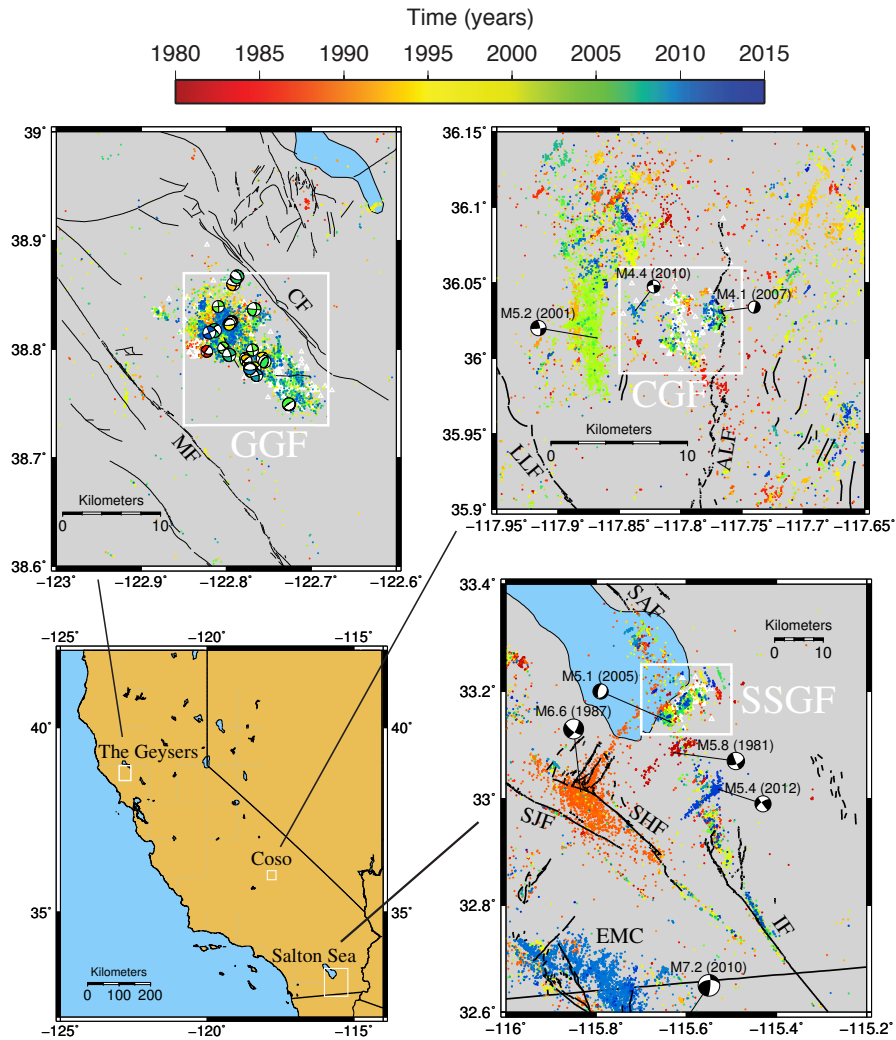 Time (years)
1980 1985 1990 1995 2000 2005 2010 2015
39˚
38.9˚
38.8˚
38.7˚
38.6˚
−123 −122.9 −122.8 −122.7 −122.6
CF
MF
GGF
Kilometers
0 10
36.15
36.1˚
36.05˚
36˚
35.95˚
35.9˚
−117.95 −117.9 −117.85 −117.8 −117.75 −117.7 −117.65
M4.4 (2010)
M4.1 (2007)
M5.2 (2001)
CGF
Kilometers
0 10
LLF
ALF
−125˚ −120˚ −115˚
40˚
35˚
−125˚ −120˚ −115˚
The Geysers
Coso
Salton Sea
Kilometers
0 100 200
33.4˚
33.2˚
33˚
32.8˚
32.6˚
−116 −115.8˚ −115.6˚ −115.4˚ −115.2˚
SAF
Kilometers
0 10
M5.1 (2005)
SSGF
M6.6 (1987)
M5.8 (1981)
M5.4 (2012)
SJF
SHF
IF
EMC
M7.2 (2010)